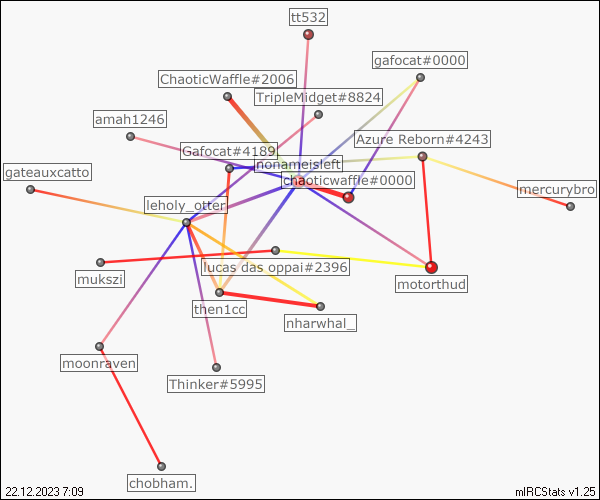 tt532
gafocat#0000
ChaoticWaffle#2006
TripleMidget#8824
amah1246
Azure Reborn#4243
Gafocat#4189
nonameisleft
gateauxcatto
chaoticwaffle#0000
mercurybro
leholy_otter
lucas das oppai#2396
mukszi
motorthud
then1cc
nharwhal_
moonraven
Thinker#5995
chobham.
22.12.2023 7:09
mIRCStats v1.25